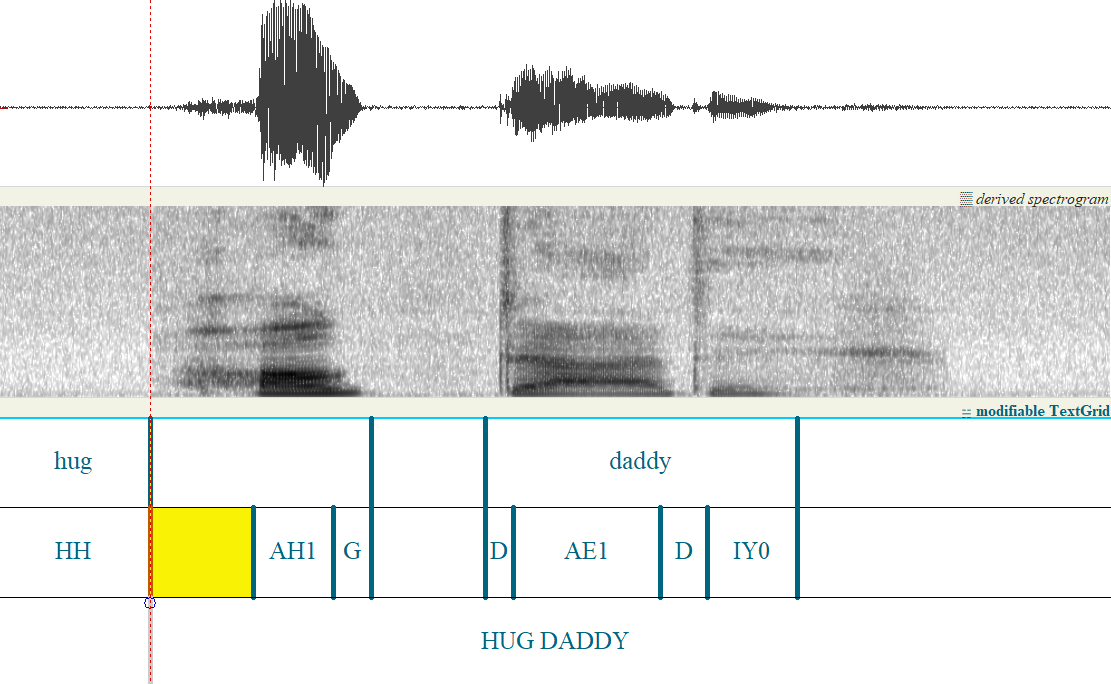 derived spectrogram
modifiable TextGrid
hug daddy
HH AH1 G D AE1 D IY0
HUG DADDY